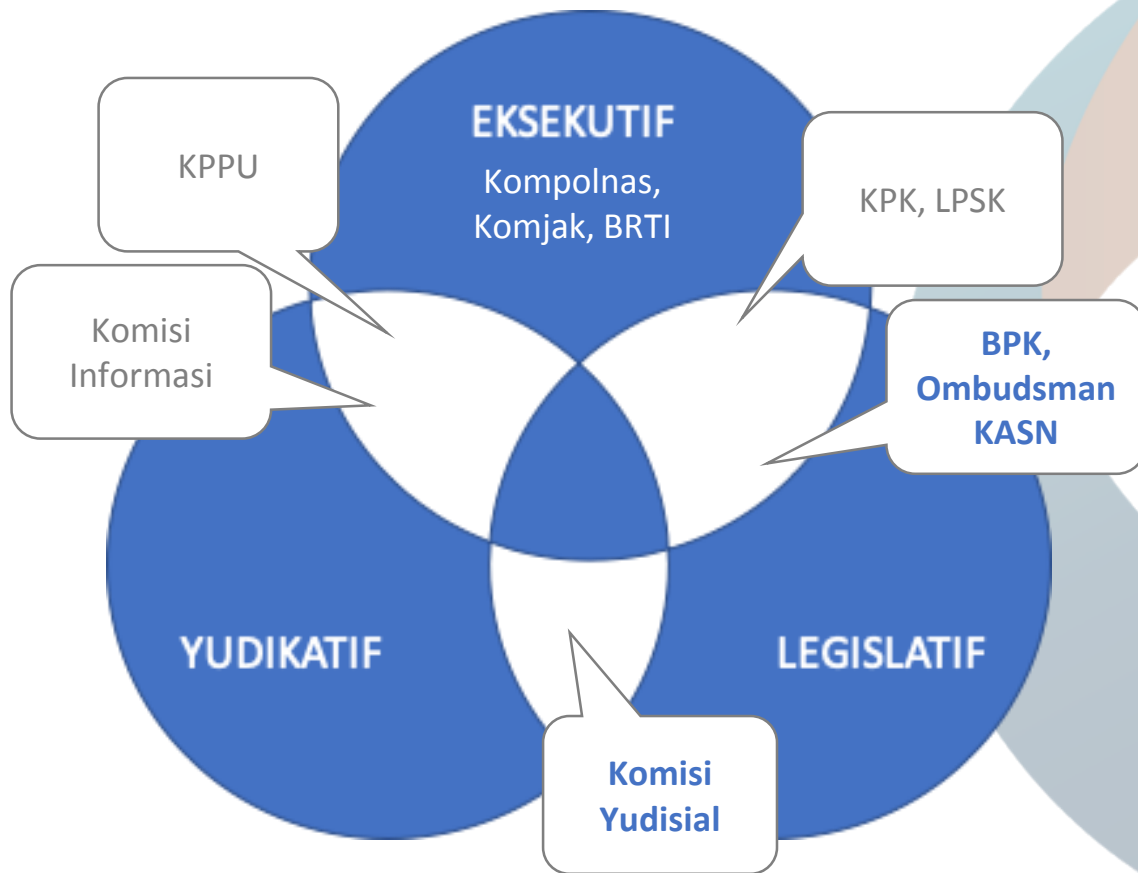 EKSEKUTIF
Kompolnas,
Komjak, BRTI
KPPU
KPK, LPSK
Komisi
Informasi
BPK,
Ombudsman
KASN
YUDIKATIF
LEGISLATIF
Komisi
Yudisial